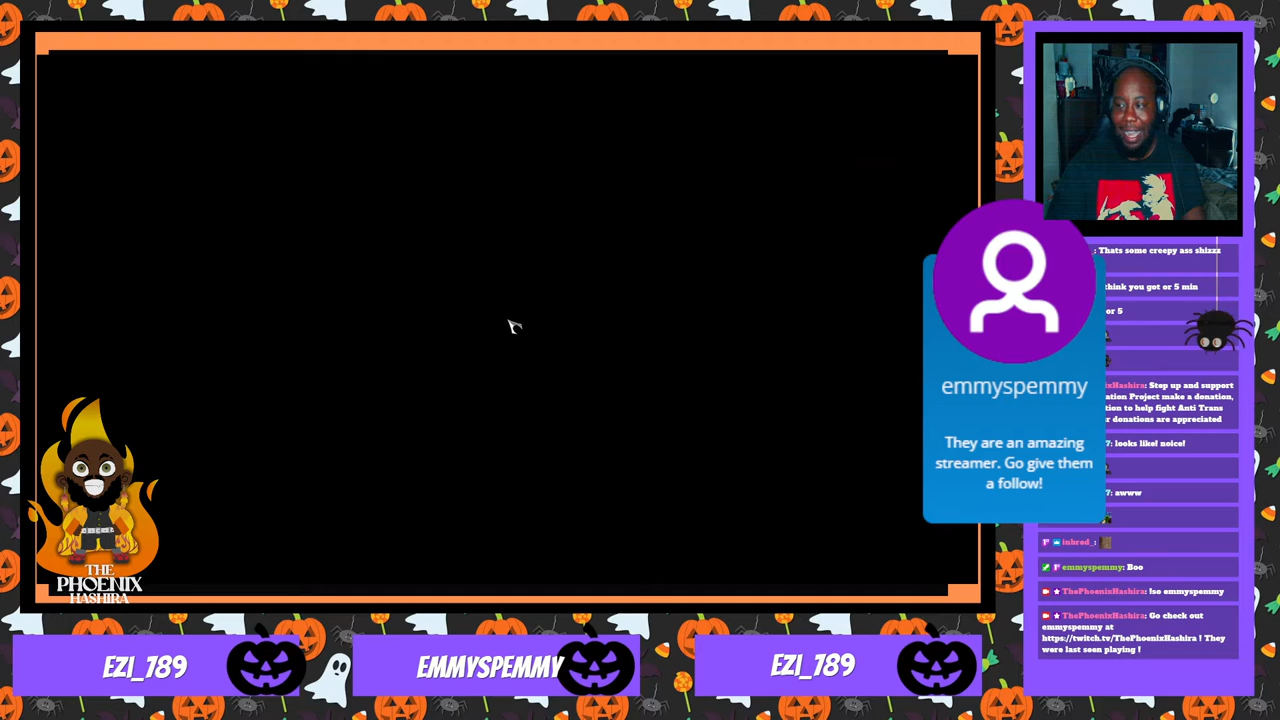 : Thats some creepy ass shizzz
think you got or 5 min
or 5
ixHashira: Step up and support
ation Project make a donation,
tion to help fight Anti Trans
r donations are appreciated
7: looks like! noice!
7: awww
inbred_:
emmyspemmy: Boo
ThePhoenixHashira: !so emmyspemmy
ThePhoenixHashira: Go check out
emmyspemmy at
https://twitch.tv/ThePhoenixHashira ! They
were last seen playing !
emmyspemmy
They are an amazing
streamer. Go give them
a follow!
THE
PHOENIX
HASHIRA
EZI_789
EMMYSPEMMY
EZI_789